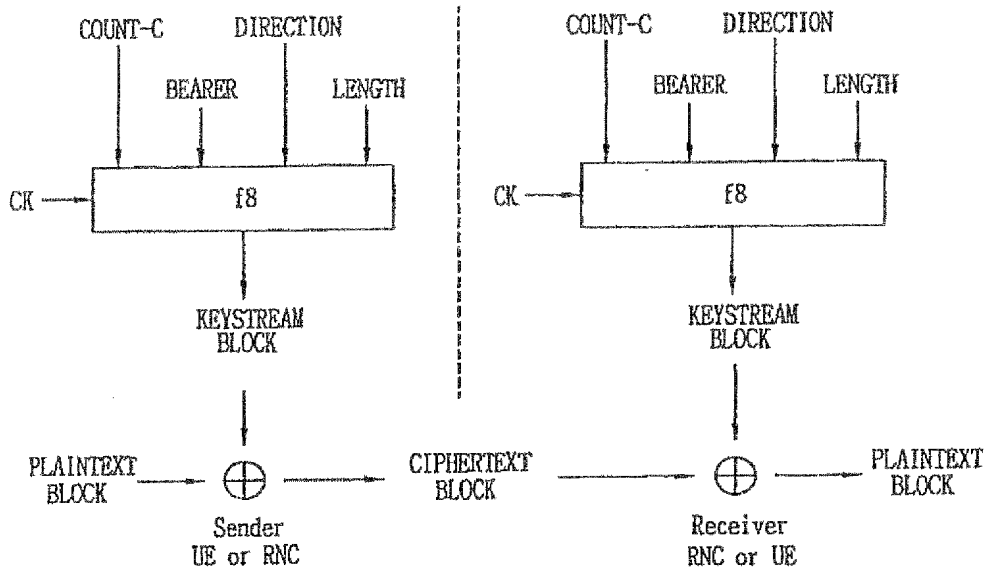 COUNT-C
DIRECTION
BEARER
LENGTH
CK
f8
KEYSTREAM
BLOCK
PLAINTEXT
BLOCK
Sender
UE or RNC
CIPHERTEXT
BLOCK
COUNT-C
DIRECTION
BEARER
LENGTH
CK
f8
KEYSTREAM
BLOCK
Receiver
RNC or UE
PLAINTEXT
BLOCK